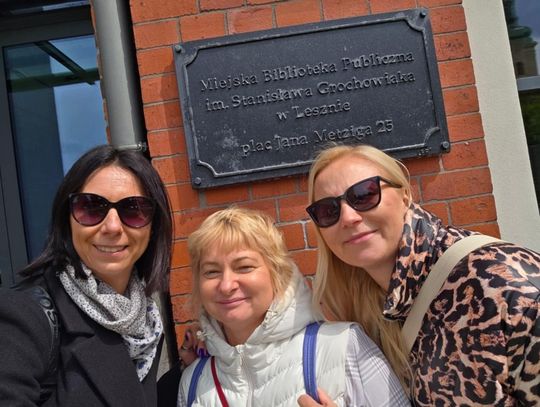 Miejska Biblioteka Publiczna
im. Stanisława Grochowiaka
w Lesznie
plac Jana Metziga 25